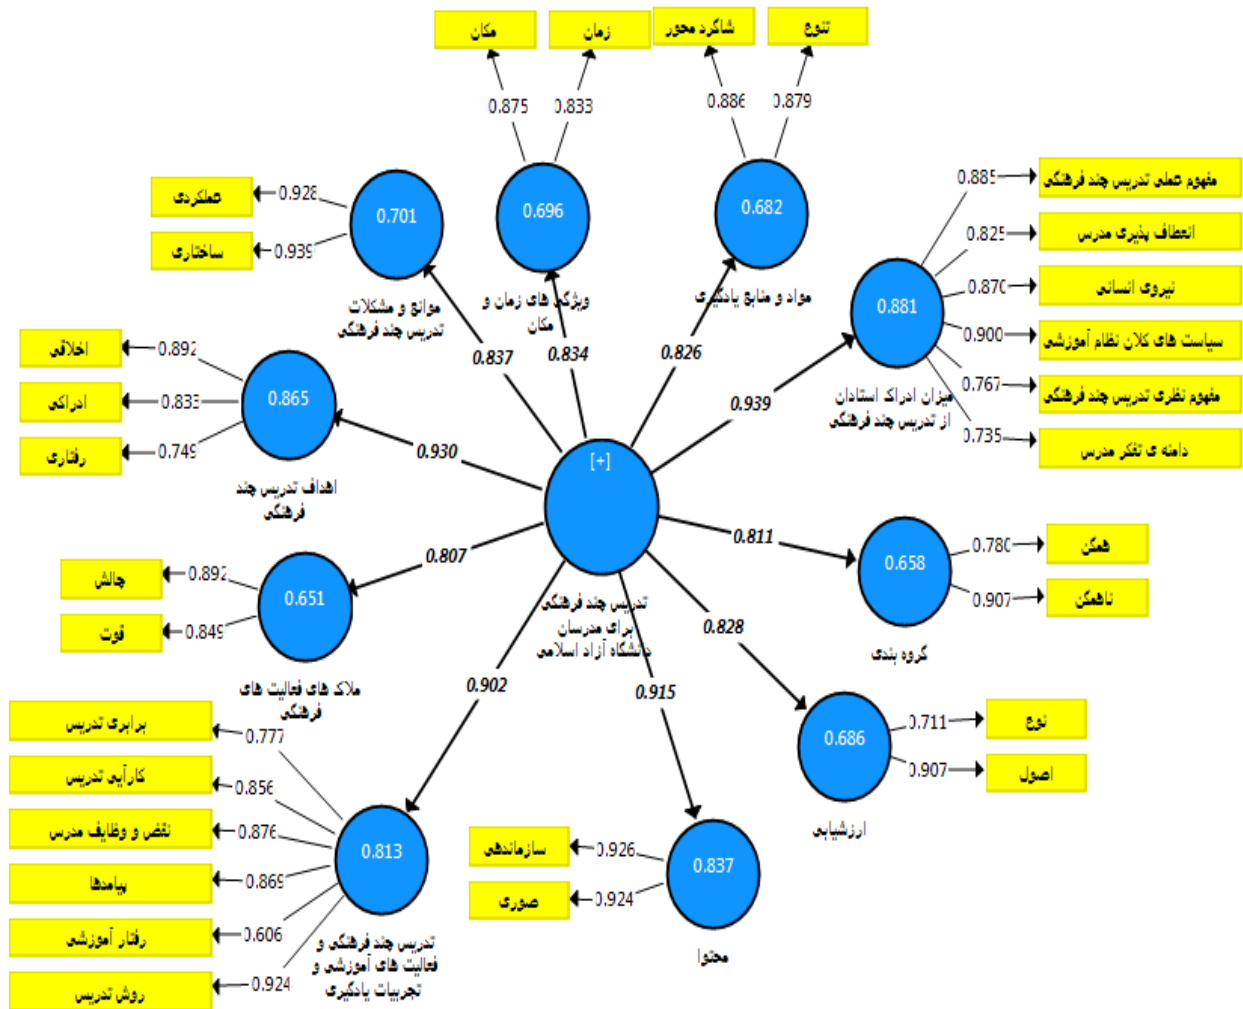 مکان
زمان
شاگرد محور
تنوع
0.875
0.833
0.886
0.879
عملکردی
0.928
ساختاری
0.939
0.701
موانع و مشکلات
تدریس چند فرهنگی
0.696
ویژگی های زمان و
مکان
0.682
مواد و منابع یادگیری
0.881
میزان ادراک استادان
از تدریس چند فرهنگی
0.885
مفهوم عملی تدریس چند فرهنگی
0.825
انعطاف پذیری مدرس
0.870
نیروی انسانی
0.900
سیاست های کلان نظام آموزشی
0.767
مفهوم نظری تدریس چند فرهنگی
0.735
دامنه ی تفکر مدرس
0.837
0.834
0.826
0.939
اخلاقی
0.892
ادراکی
0.833
رفتاری
0.749
0.865
اهداف تدریس چند
فرهنگی
0.930
[+]
تدریس چند فرهنگی
برای مدرسان
دانشگاه آزاد اسلامی
0.811
0.658
گروه بندی
0.780
همگن
0.907
ناهمگن
چالش
0.892
قوت
0.849
0.651
ملاک های فعالیت های
فرهنگی
0.807
0.828
0.686
ارزشیابی
0.711
نوع
0.907
اصول
0.902
0.915
برابری تدریس
0.777
کارآیی تدریس
0.856
نقض و وظایف مدرس
0.876
پیامدها
0.869
رفتار آموزشی
0.606
روش تدریس
0.924
0.813
تدریس چند فرهنگی و
فعالیت های آموزشی و
تجربیات یادگیری
سازماندهی
0.926
صوری
0.924
0.837
محتوا